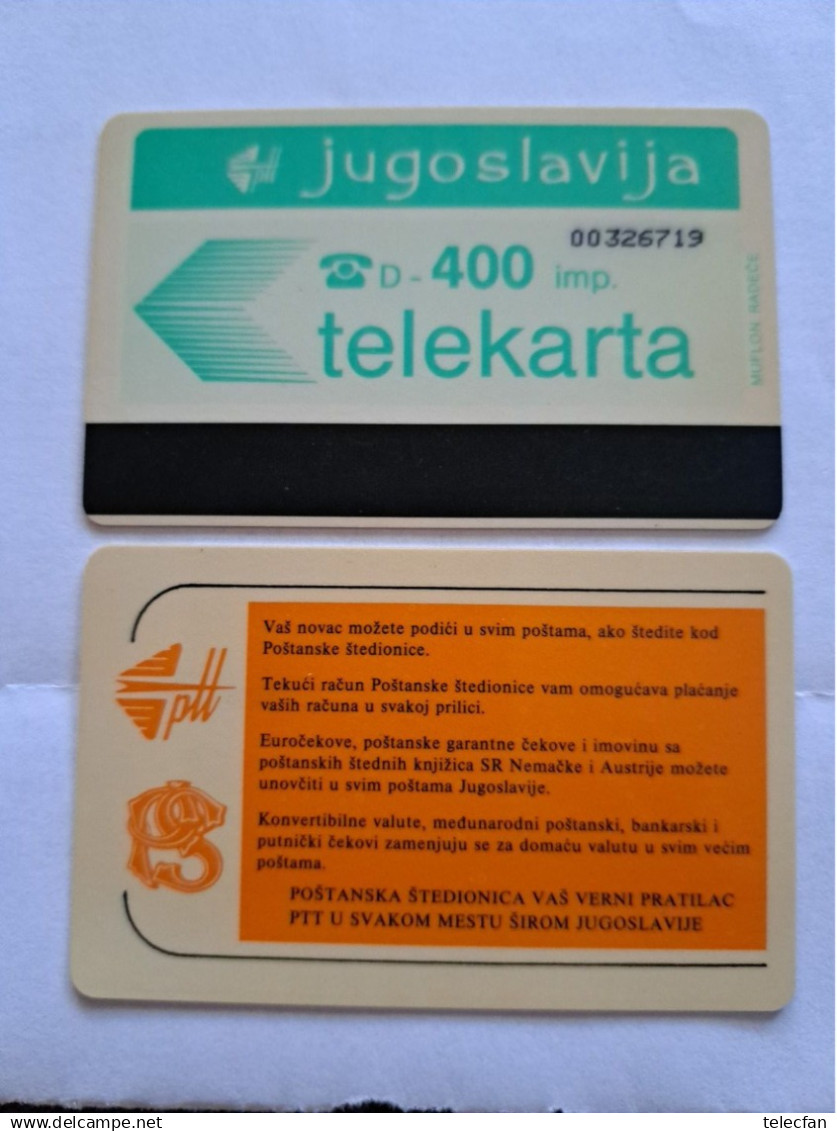 ptt jugoslavija
00326719
D - 400 imp.
telekarta
MUFLON RADEČE
Vaš novac možete podići u svim poštama, ako štedite kod
Poštanske štedionice.
Tekući račun Poštanske štedionice vam omogućava plaćanje
vaših računa u svakoj prilici.
Euročekove, poštanske garantne čekove i imovinu sa
poštanskih štednih knjižica SR Nemačke i Austrije možete
unovčiti u svim poštama Jugoslavije.
Konvertibilne valute, međunarodni poštanski, bankarski i
putnički čekovi zamenjuju se za domaću valutu u svim većim
poštama.
POŠTANSKA ŠTEDIONICA VAŠ VERNI PRATILAC
PTT U SVAKOM MESTU ŠIROM JUGOSLAVIJE
ptt
delcampe.net
telecfan